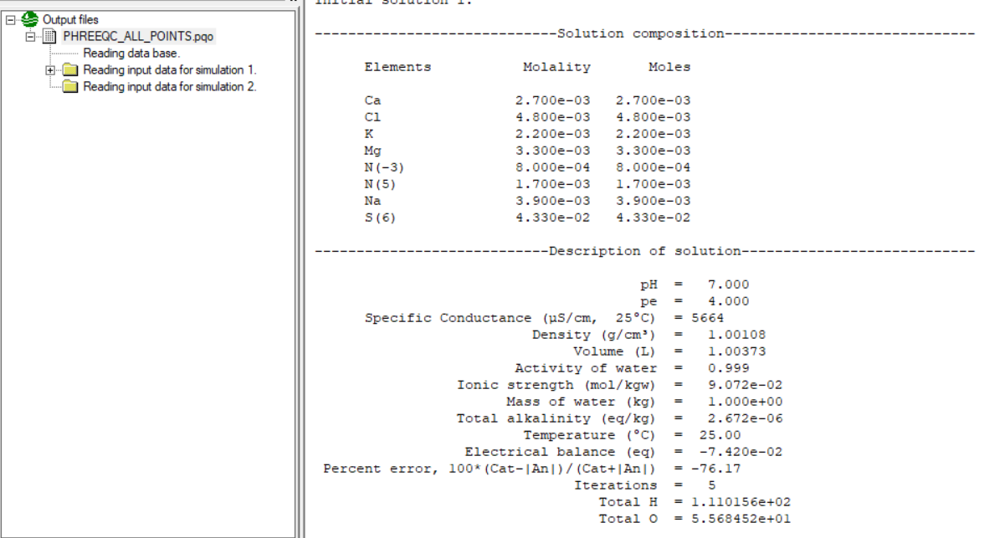 Output files
PHREEQC_ALL_POINTS.pqo
Reading data base.
Reading input data for simulation 1.
Reading input data for simulation 2.
Initial solution 1.
-----------------------------Solution composition------------------------------
Elements Molality Moles
Ca 2.700e-03 2.700e-03
Cl 4.800e-03 4.800e-03
K 2.200e-03 2.200e-03
Mg 3.300e-03 3.300e-03
N(-3) 8.000e-04 8.000e-04
N(5) 1.700e-03 1.700e-03
Na 3.900e-03 3.900e-03
S(6) 4.330e-02 4.330e-02
----------------------------Description of solution----------------------------
pH = 7.000
pe = 4.000
Specific Conductance (µS/cm, 25°C) = 5664
Density (g/cm³) = 1.00108
Volume (L) = 1.00373
Activity of water = 0.999
Ionic strength (mol/kgw) = 9.072e-02
Mass of water (kg) = 1.000e+00
Total alkalinity (eq/kg) = 2.672e-06
Temperature (°C) = 25.00
Electrical balance (eq) = -7.420e-02
Percent error, 100*(Cat-|An|)/(Cat+|An|) = -76.17
Iterations = 5
Total H = 1.110156e+02
Total O = 5.568452e+01